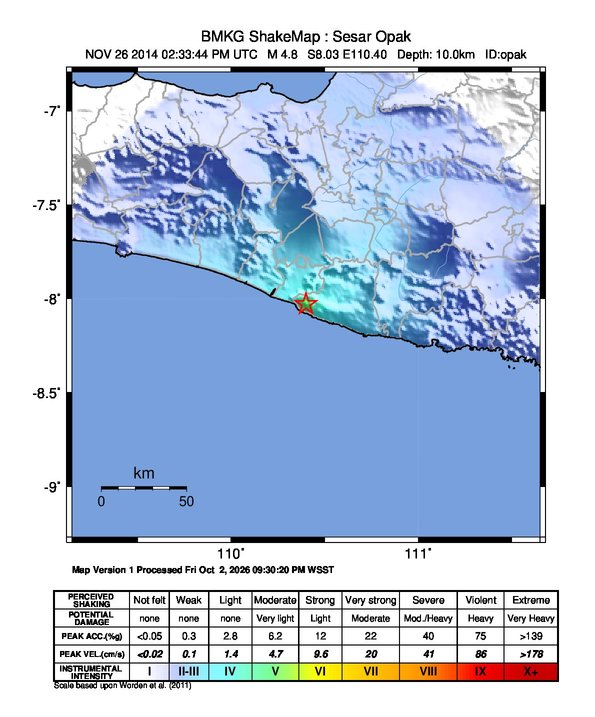 BMKG ShakeMap : Sesar Opak
NOV 26 2014 02:33:44 PM UTC M 4.8 S8.03 E110.40 Depth: 10.0km ID:opak
-7°
-7.5°
-8°
-8.5°
-9°
km
0 50
110° 111°
Map Version 1 Processed Fri Oct 2, 2026 09:30:20 PM WSST
PERCEIVED SHAKING Not felt Weak Light Moderate Strong Very strong Severe Violent Extreme
POTENTIAL DAMAGE none none none Very light Light Moderate Mod./Heavy Heavy Very Heavy
PEAK ACC.(%g) <0.05 0.3 2.8 6.2 12 22 40 75 >139
PEAK VEL.(cm/s) <0.02 0.1 1.4 4.7 9.6 20 41 86 >178
INSTRUMENTAL INTENSITY I II-III IV V VI VII VIII IX X+
Scale based upon Worden et al. (2011)